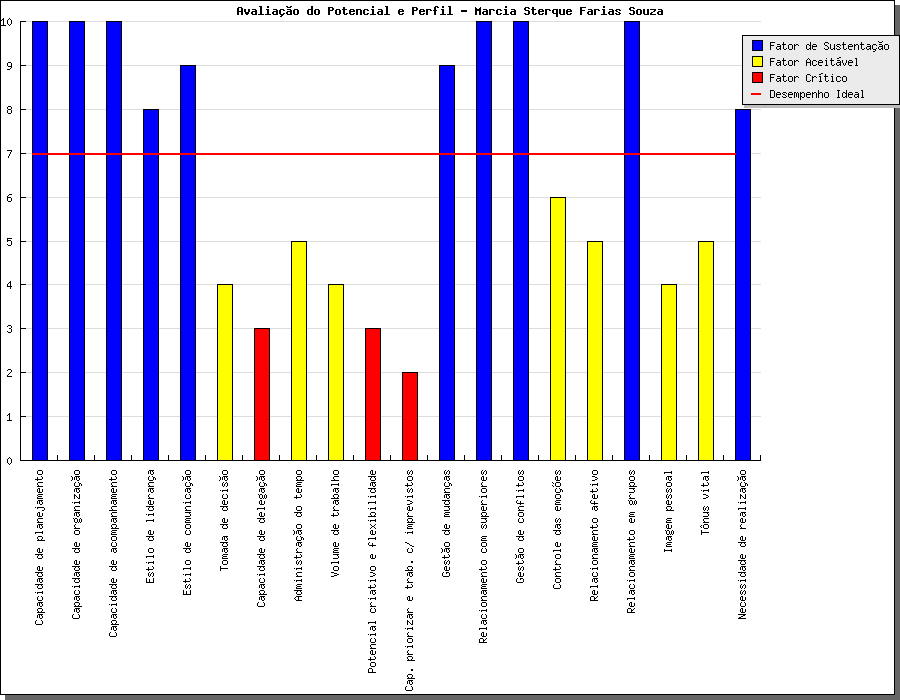 Avaliação do Potencial e Perfil - Marcia Sterque Farias Souza
Fator de Sustentação
Fator Aceitável
Fator Crítico
Desempenho Ideal
10
9
8
7
6
5
4
3
2
1
0
Capacidade de planejamento
Capacidade de organização
Capacidade de acompanhamento
Estilo de liderança
Estilo de comunicação
Tomada de decisão
Capacidade de delegação
Administração do tempo
Volume de trabalho
Potencial criativo e flexibilidade
Cap. priorizar e trab. c/ imprevistos
Gestão de mudanças
Relacionamento com superiores
Gestão de conflitos
Controle das emoções
Relacionamento afetivo
Relacionamento em grupos
Imagem pessoal
Tônus vital
Necessidade de realização